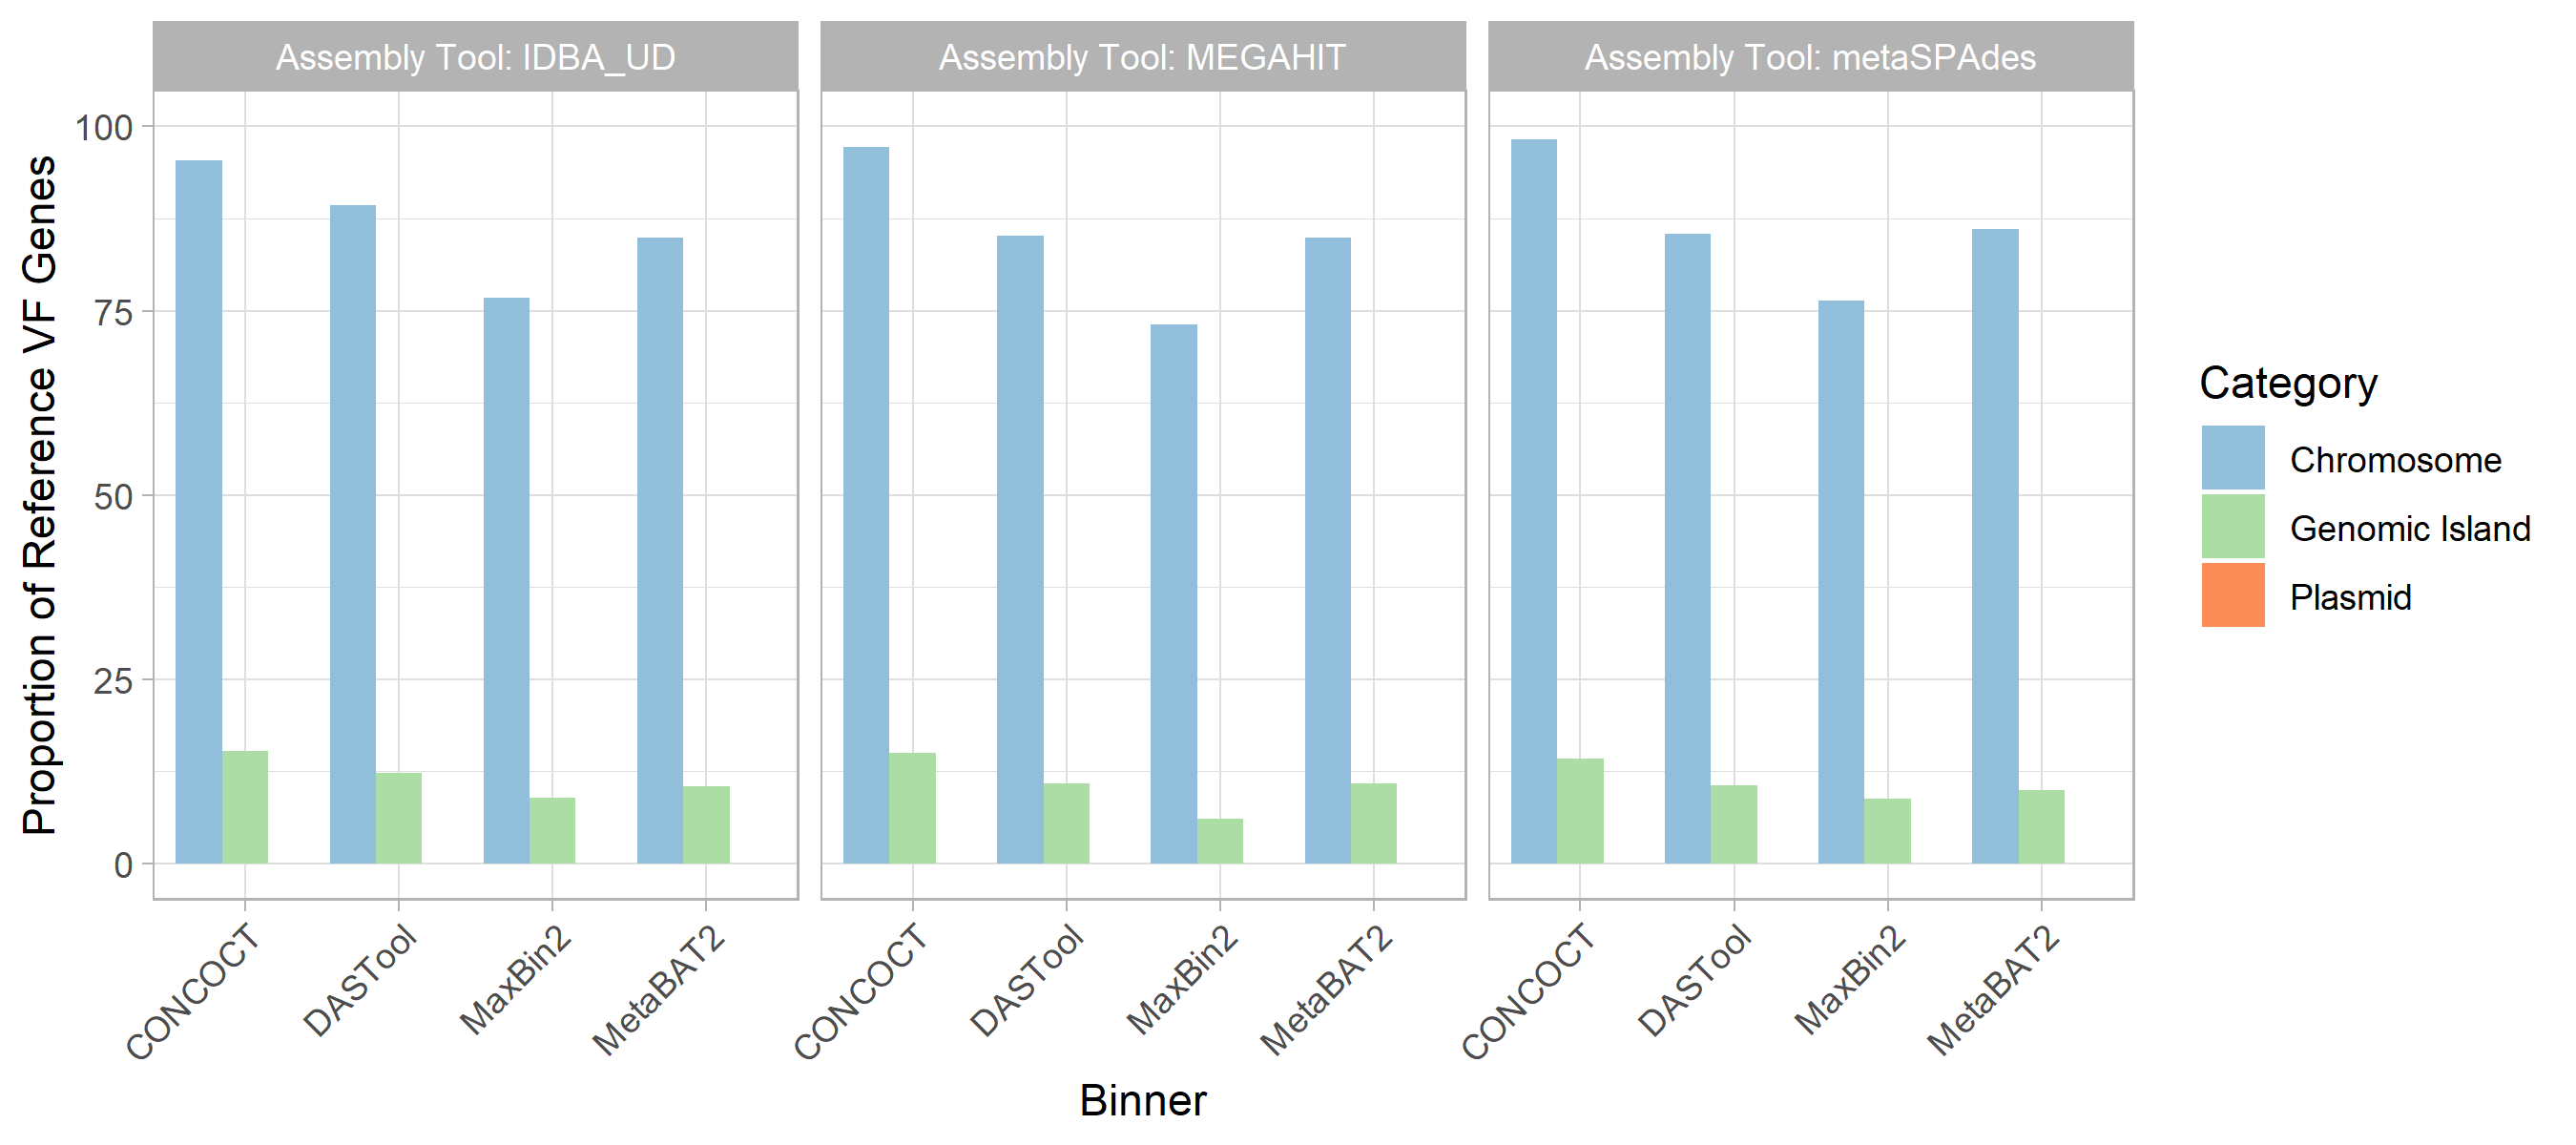 Assembly Tool: IDBA_UD
Assembly Tool: MEGAHIT
Assembly Tool: metaSPAdes
Proportion of Reference VF Genes
100
75
50
25
0
CONCOCT
DASTool
MaxBin2
MetaBAT2
CONCOCT
DASTool
MaxBin2
MetaBAT2
CONCOCT
DASTool
MaxBin2
MetaBAT2
Binner
Category
Chromosome
Genomic Island
Plasmid